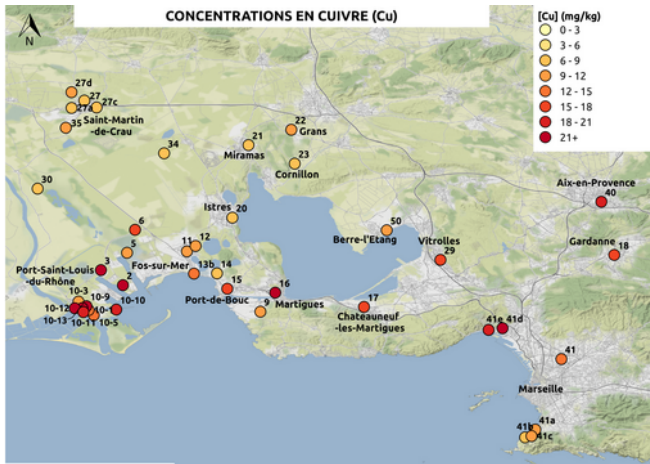 CONCENTRATIONS EN CUIVRE (Cu)
N
[Cu] (mg/kg)
0 - 3
3 - 6
6 - 9
9 - 12
12 - 15
15 - 18
18 - 21
21+
27d
27
27a
27c
Saint-Martin
-de-Crau
35
22
Grans
21
Miramas
34
23
Cornillon
30
40
Aix-en-Provence
Istres
20
6
50
Berre-l'Etang
Vitrolles
29
Gardanne
18
5
11
12
Fos-sur-Mer
13b
14
3
Port-Saint-Louis
-du-Rhône
2
15
Port-de-Bouc
16
Martigues
9
17
Chateauneuf
-les-Martigues
10-3
10-9
10-10
10-12
10-1
10-13
10-11
10-5
41e
41d
41
Marseille
41a
41b
41c